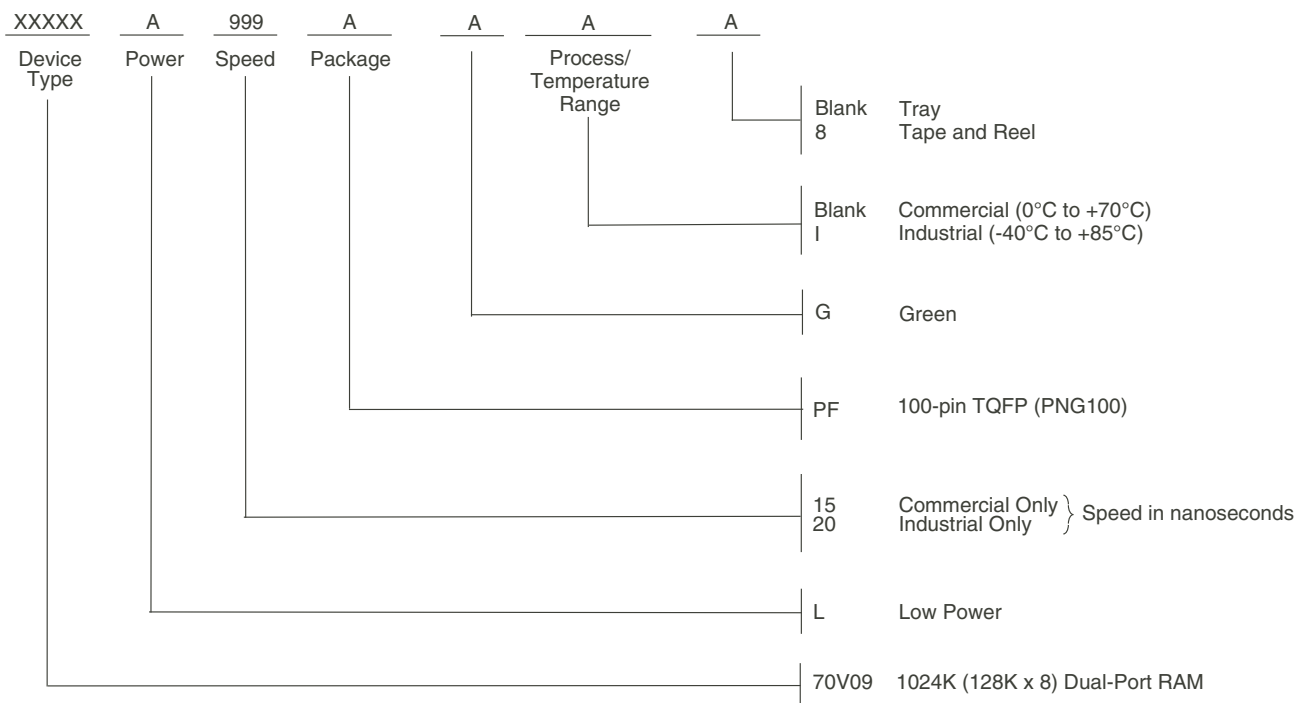 XXXXX A 999 A A A A
Device Type
Power
Speed
Package
Process/
Temperature
Range
Blank Tray
8 Tape and Reel
Blank Commercial (0°C to +70°C)
I Industrial (-40°C to +85°C)
G Green
PF 100-pin TQFP (PNG100)
15 Commercial Only
20 Industrial Only
Speed in nanoseconds
L Low Power
70V09 1024K (128K x 8) Dual-Port RAM